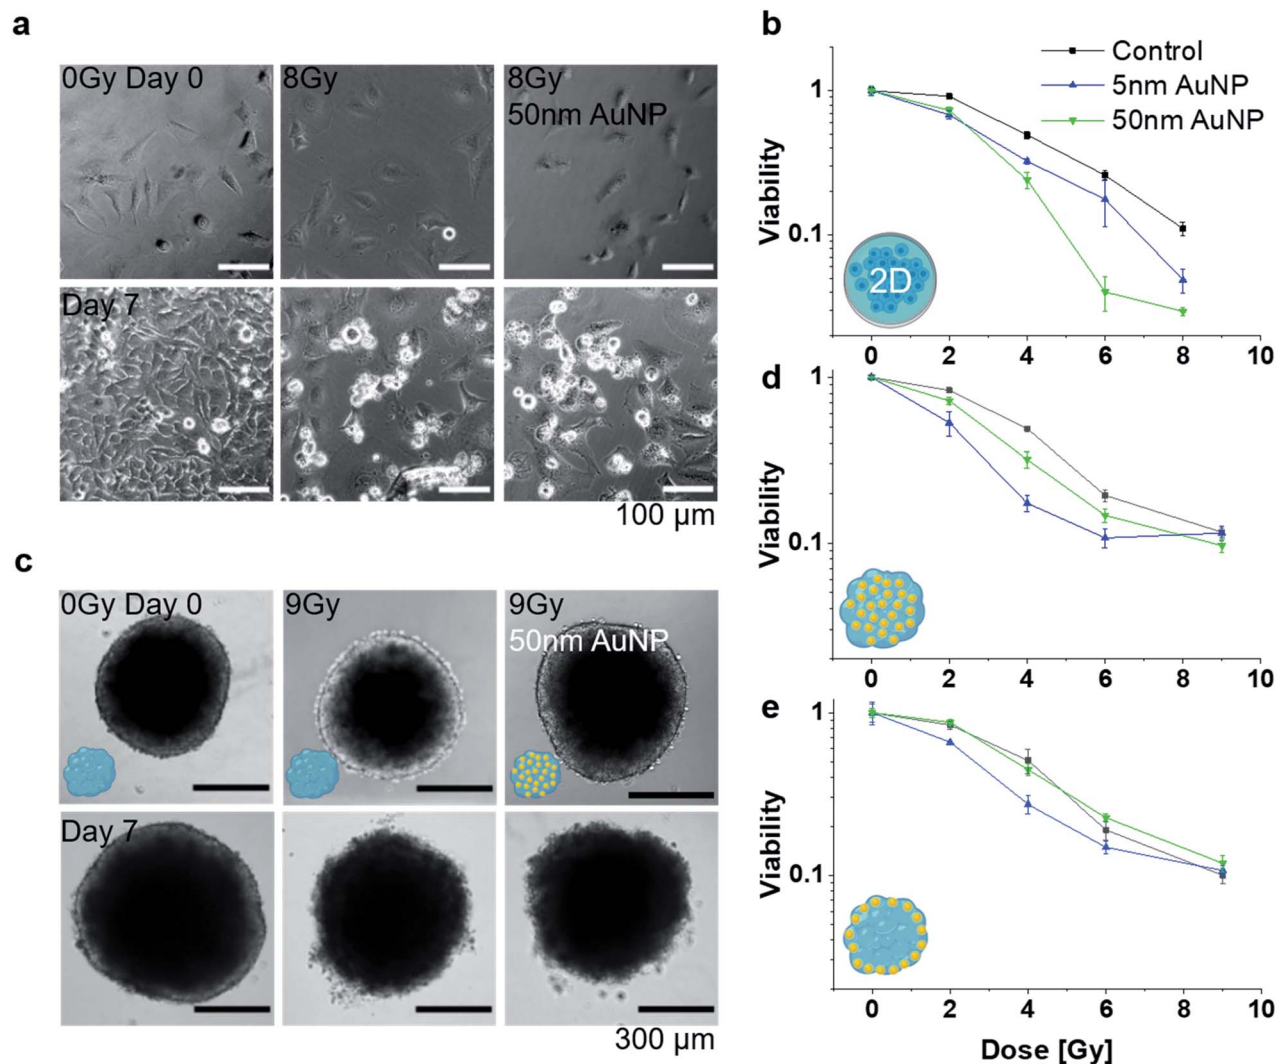 a
0Gy Day 0
8Gy
8Gy
50nm AuNP
Day 7
100 µm
b
Control
5nm AuNP
50nm AuNP
1
Viability
0.1
2D
0 2 4 6 8 10
c
0Gy Day 0
9Gy
9Gy
50nm AuNP
Day 7
300 µm
d
1
Viability
0.1
0 2 4 6 8 10
e
1
Viability
0.1
0 2 4 6 8 10
Dose [Gy]